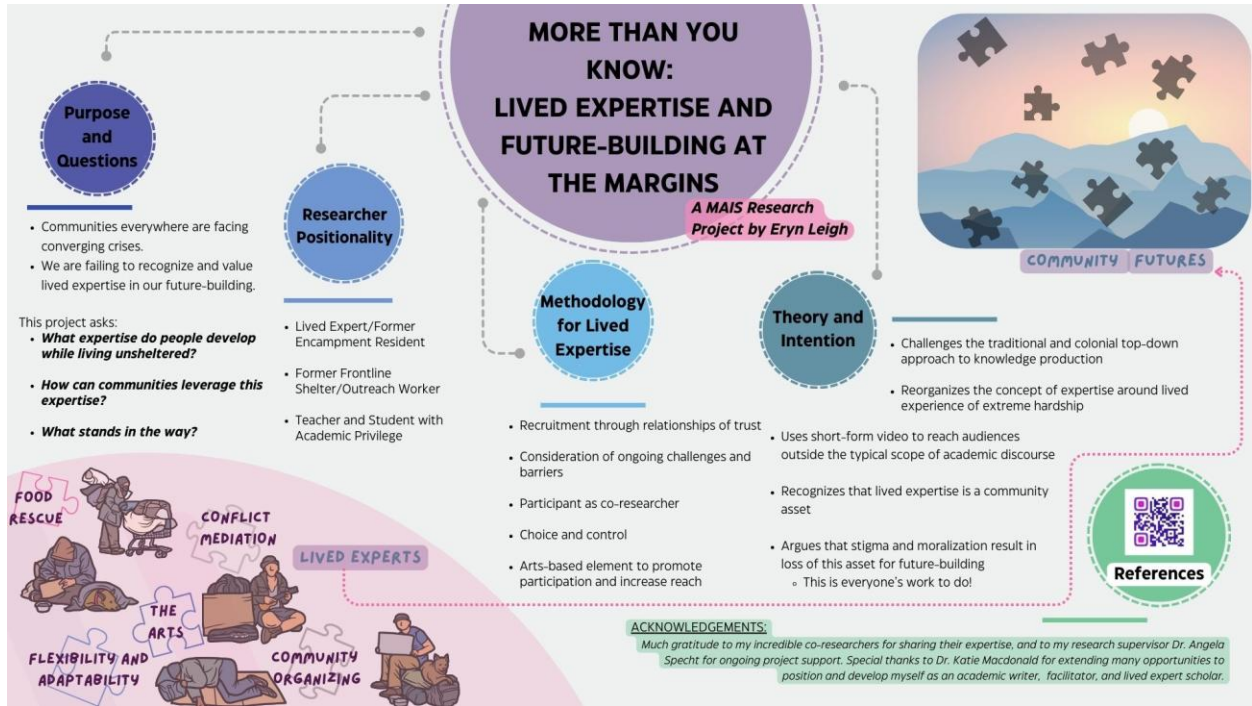 MORE THAN YOU
KNOW:
LIVED EXPERTISE AND
FUTURE-BUILDING AT
THE MARGINS
A MAIS Research
Project by Eryn Leigh
Purpose
and
Questions
• Communities everywhere are facing
converging crises.
• We are failing to recognize and value
lived expertise in our future-building.
This project asks:
• What expertise do people develop
while living unsheltered?
• How can communities leverage this
expertise?
• What stands in the way?
Researcher
Positionality
• Lived Expert/Former
Encampment Resident
• Former Frontline
Shelter/Outreach Worker
• Teacher and Student with
Academic Privilege
Methodology
for Lived
Expertise
• Recruitment through relationships of trust
• Consideration of ongoing challenges and
barriers
• Participant as co-researcher
• Choice and control
• Arts-based element to promote
participation and increase reach
Theory and
Intention
• Challenges the traditional and colonial top-down
approach to knowledge production
• Reorganizes the concept of expertise around lived
experience of extreme hardship
• Uses short-form video to reach audiences
outside the typical scope of academic discourse
• Recognizes that lived expertise is a community
asset
• Argues that stigma and moralization result in
loss of this asset for future-building
◦ This is everyone's work to do!
COMMUNITY FUTURES
FOOD
RESCUE
CONFLICT
MEDIATION
LIVED EXPERTS
THE
ARTS
FLEXIBILITY AND
ADAPTABILITY
COMMUNITY
ORGANIZING
References
ACKNOWLEDGEMENTS:
Much gratitude to my incredible co-researchers for sharing their expertise, and to my research supervisor Dr. Angela
Specht for ongoing project support. Special thanks to Dr. Katie Macdonald for extending many opportunities to
position and develop myself as an academic writer, facilitator, and lived expert scholar.